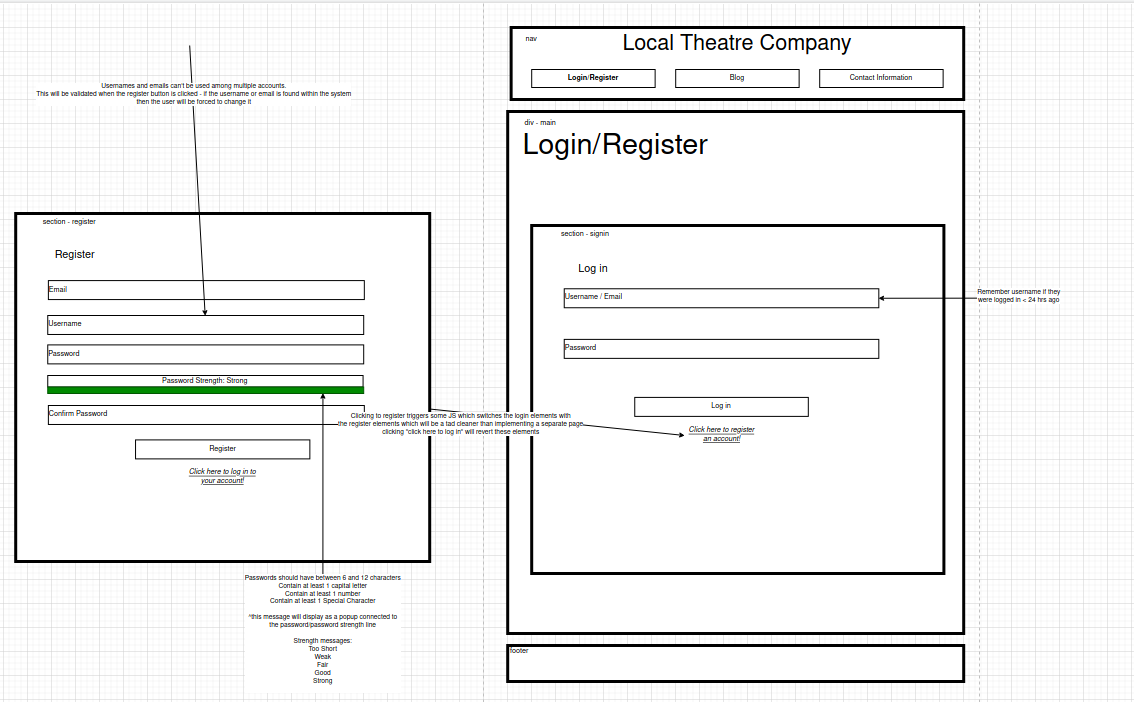 nav
Local Theatre Company
Login/Register
Blog
Contact Information
Usernames and emails can't be used among multiple accounts.
This will be validated when the register button is clicked - if the username or email is found within the system
then the user will be forced to change it
div - main
Login/Register
section - register
Register
Email
Username
Password
Password Strength: Strong
Confirm Password
Register
Click here to log in to
your account!
section - signin
Log in
Username / Email
Password
Log in
Click here to register
an account!
Remember username if they
were logged in < 24 hrs ago
Clicking to register triggers some JS which switches the login elements with
the register elements which will be a tad cleaner than implementing a separate page,
clicking "click here to log in" will revert these elements
Passwords should have between 6 and 12 characters
Contain at least 1 capital letter
Contain at least 1 number
Contain at least 1 Special Character
^this message will display as a popup connected to
the password/password strength line
Strength messages:
Too Short
Weak
Fair
Good
Strong
footer